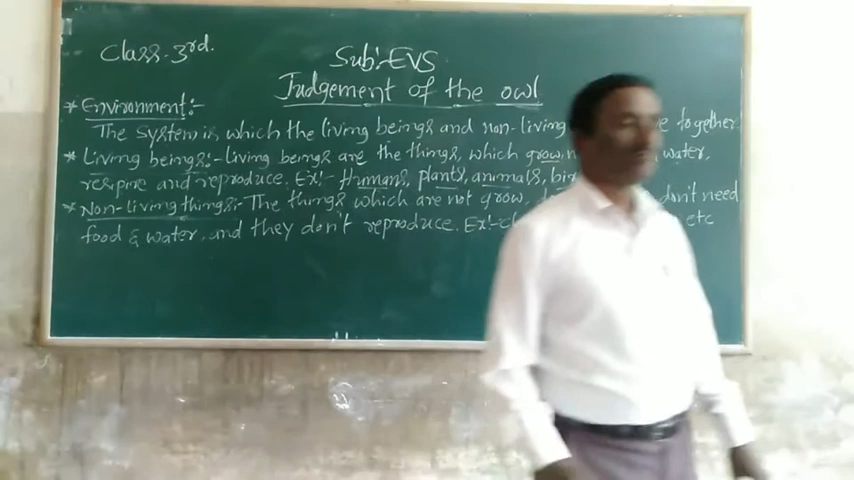 Class:-3rd.
Sub:-EVS
Judgement of the owl
* Environment:-
The system in which the living beings and non-living together.
* Living beings:- Living beings are the things, which grow, water,
respire and reproduce. Ex:- Humans, plants, animals,
* Non-living things:- The things which are not grow, don't need
food & water, and they don't reproduce. Ex:- etc